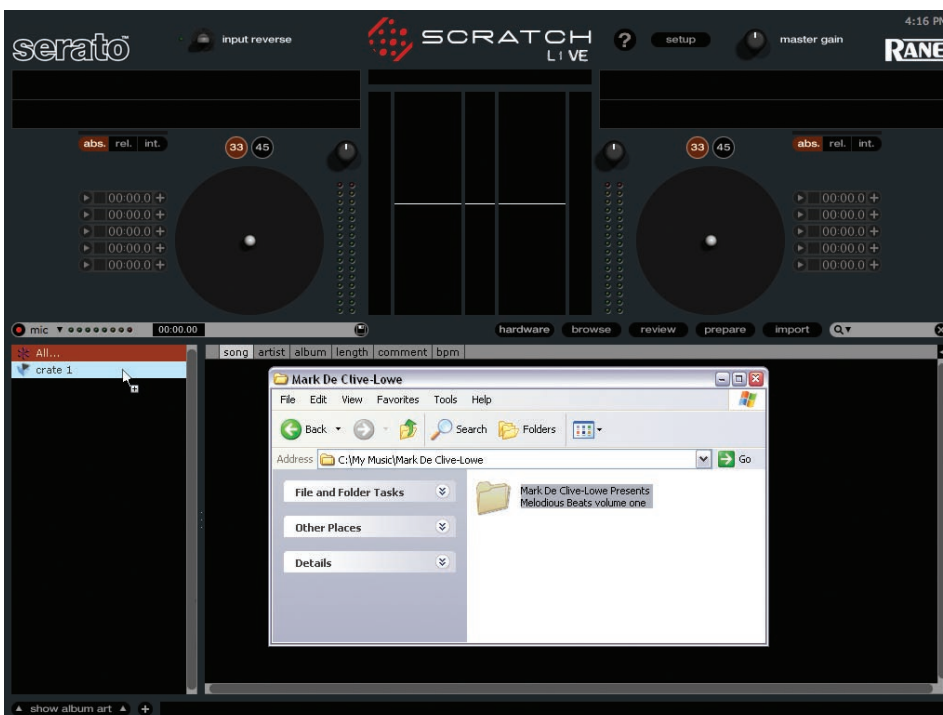 4:16 PM
serato
input reverse
SCRATCH
LIVE
?
setup
master gain
RANE
abs. rel. int.
33 45
33 45
abs. rel. int.
00:00.0
00:00.0
00:00.0
00:00.0
00:00.0
00:00.0
00:00.0
00:00.0
00:00.0
00:00.0
mic
00:00.00
hardware browse review prepare import
All...
song artist album length comment bpm
crate 1
Mark De Clive-Lowe
File Edit View Favorites Tools Help
Back Search Folders
Address C:\My Music\Mark De Clive-Lowe Go
File and Folder Tasks
Mark De Clive-Lowe Presents
Melodious Beats volume one
Other Places
Details
show album art